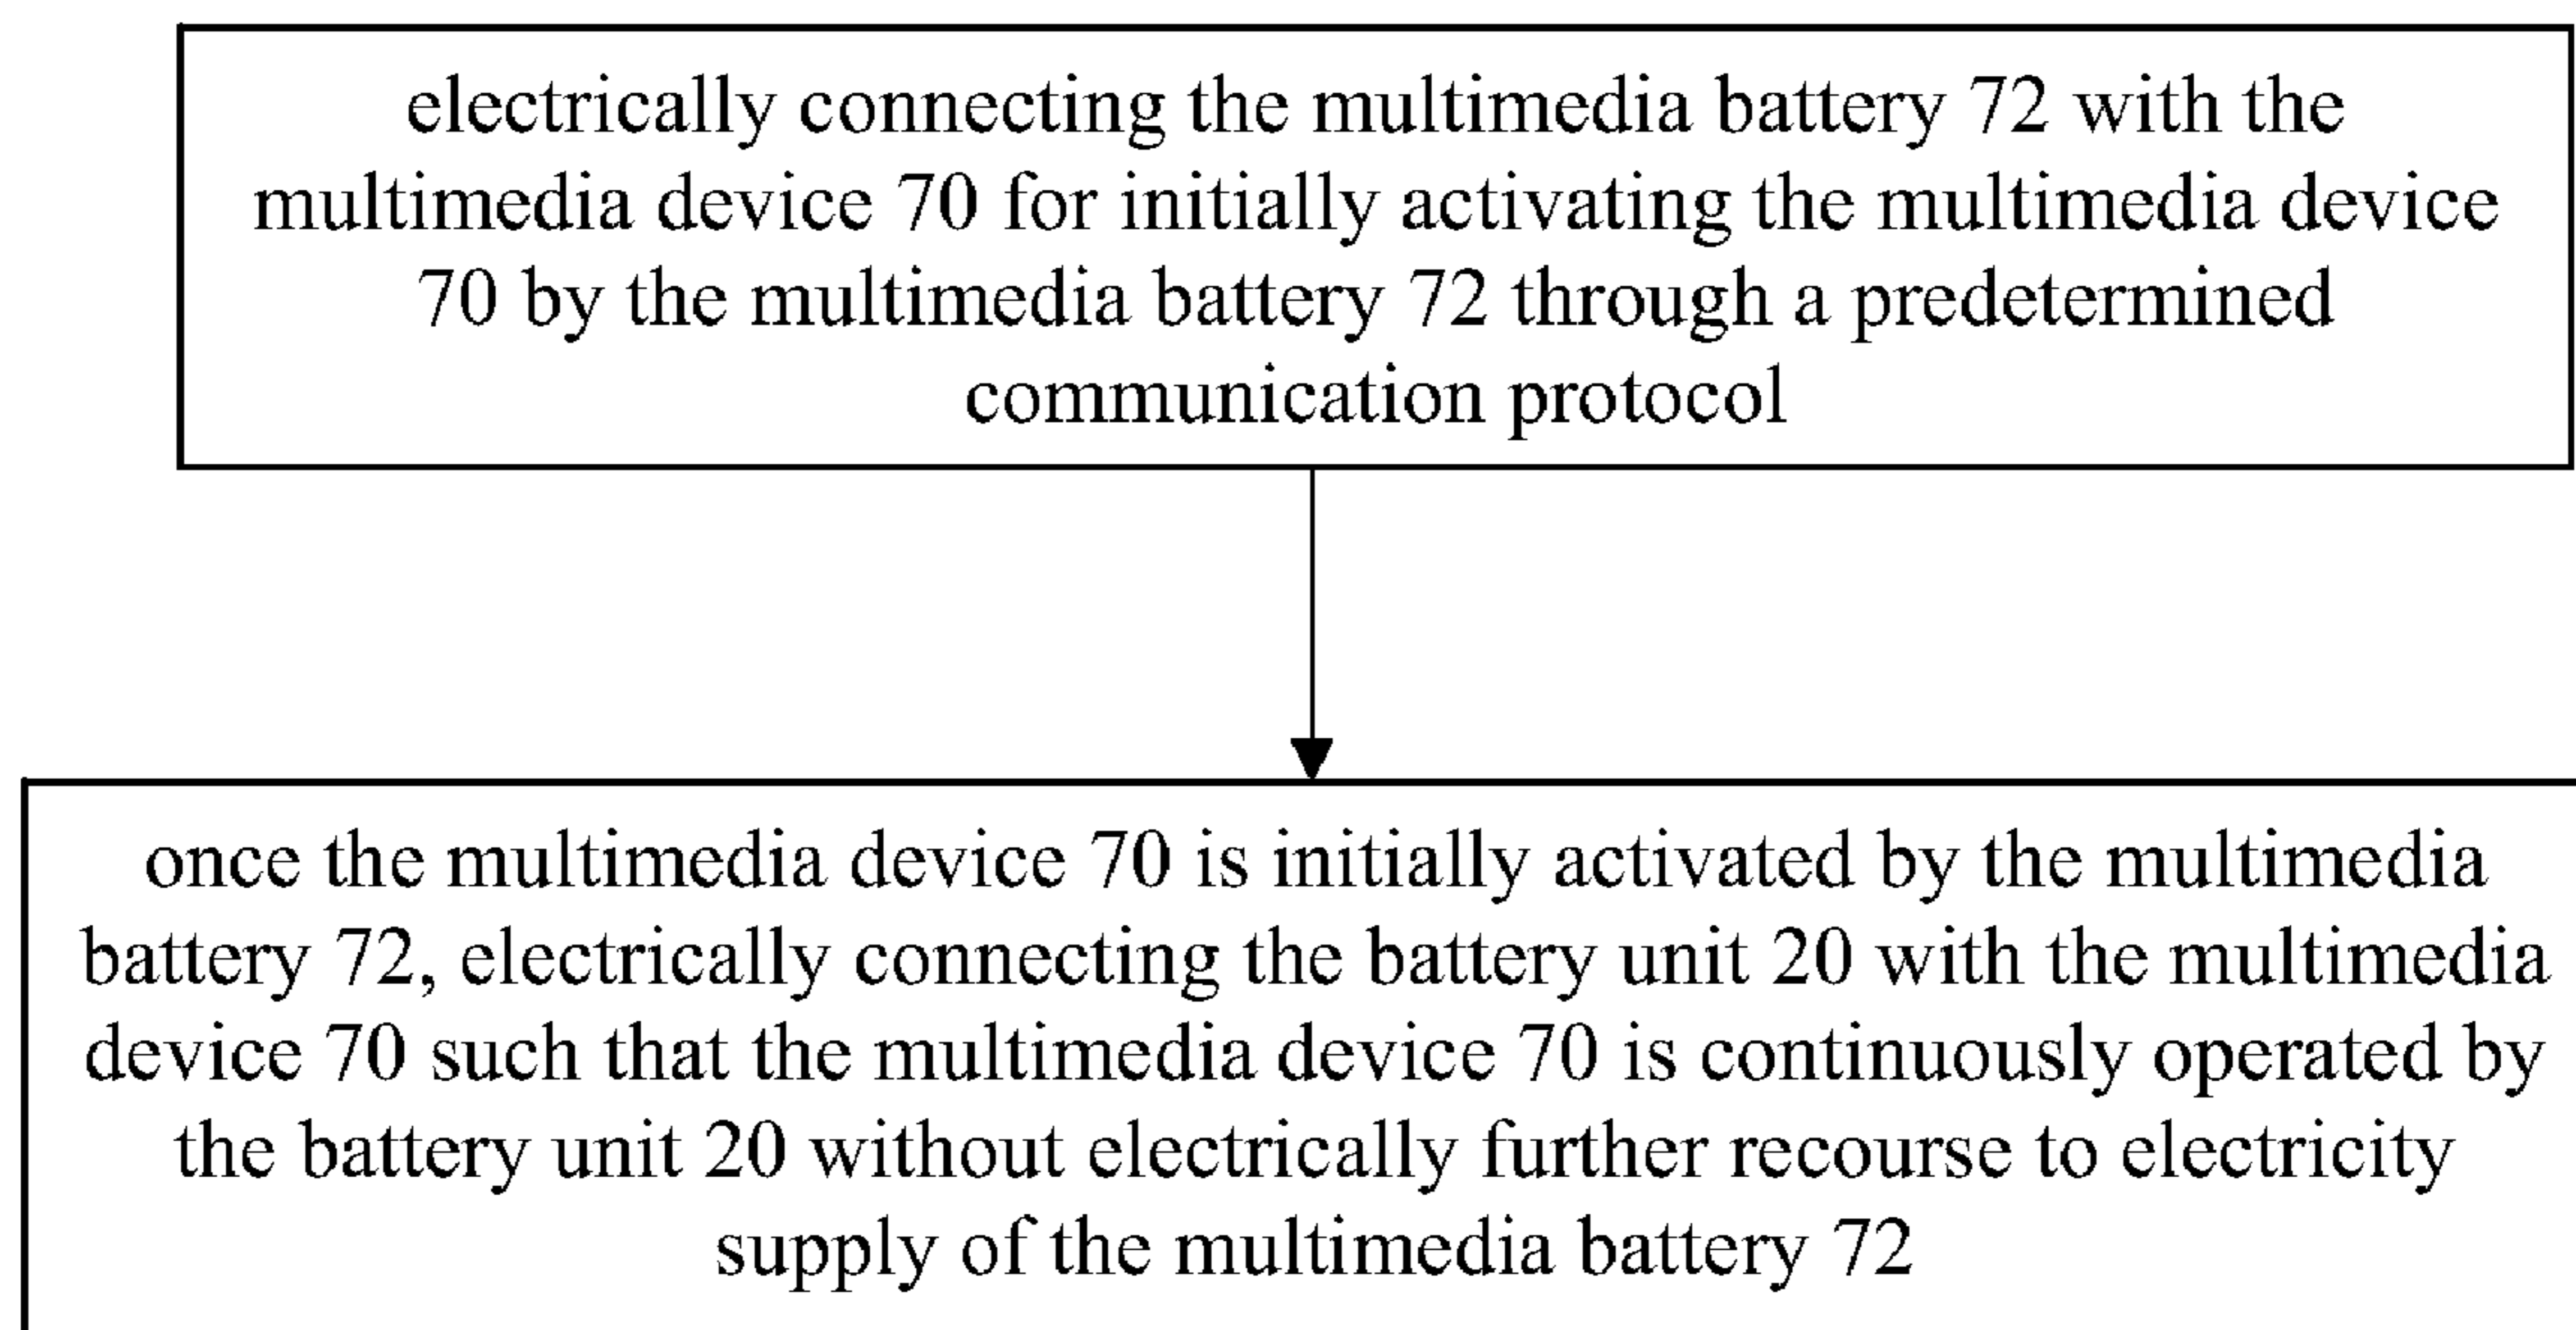 electrically connecting the multimedia battery 72 with the
multimedia device 70 for initially activating the multimedia device
70 by the multimedia battery 72 through a predetermined
communication protocol
once the multimedia device 70 is initially activated by the multimedia
battery 72, electrically connecting the battery unit 20 with the multimedia
device 70 such that the multimedia device 70 is continuously operated by
the battery unit 20 without electrically further recourse to electricity
supply of the multimedia battery 72